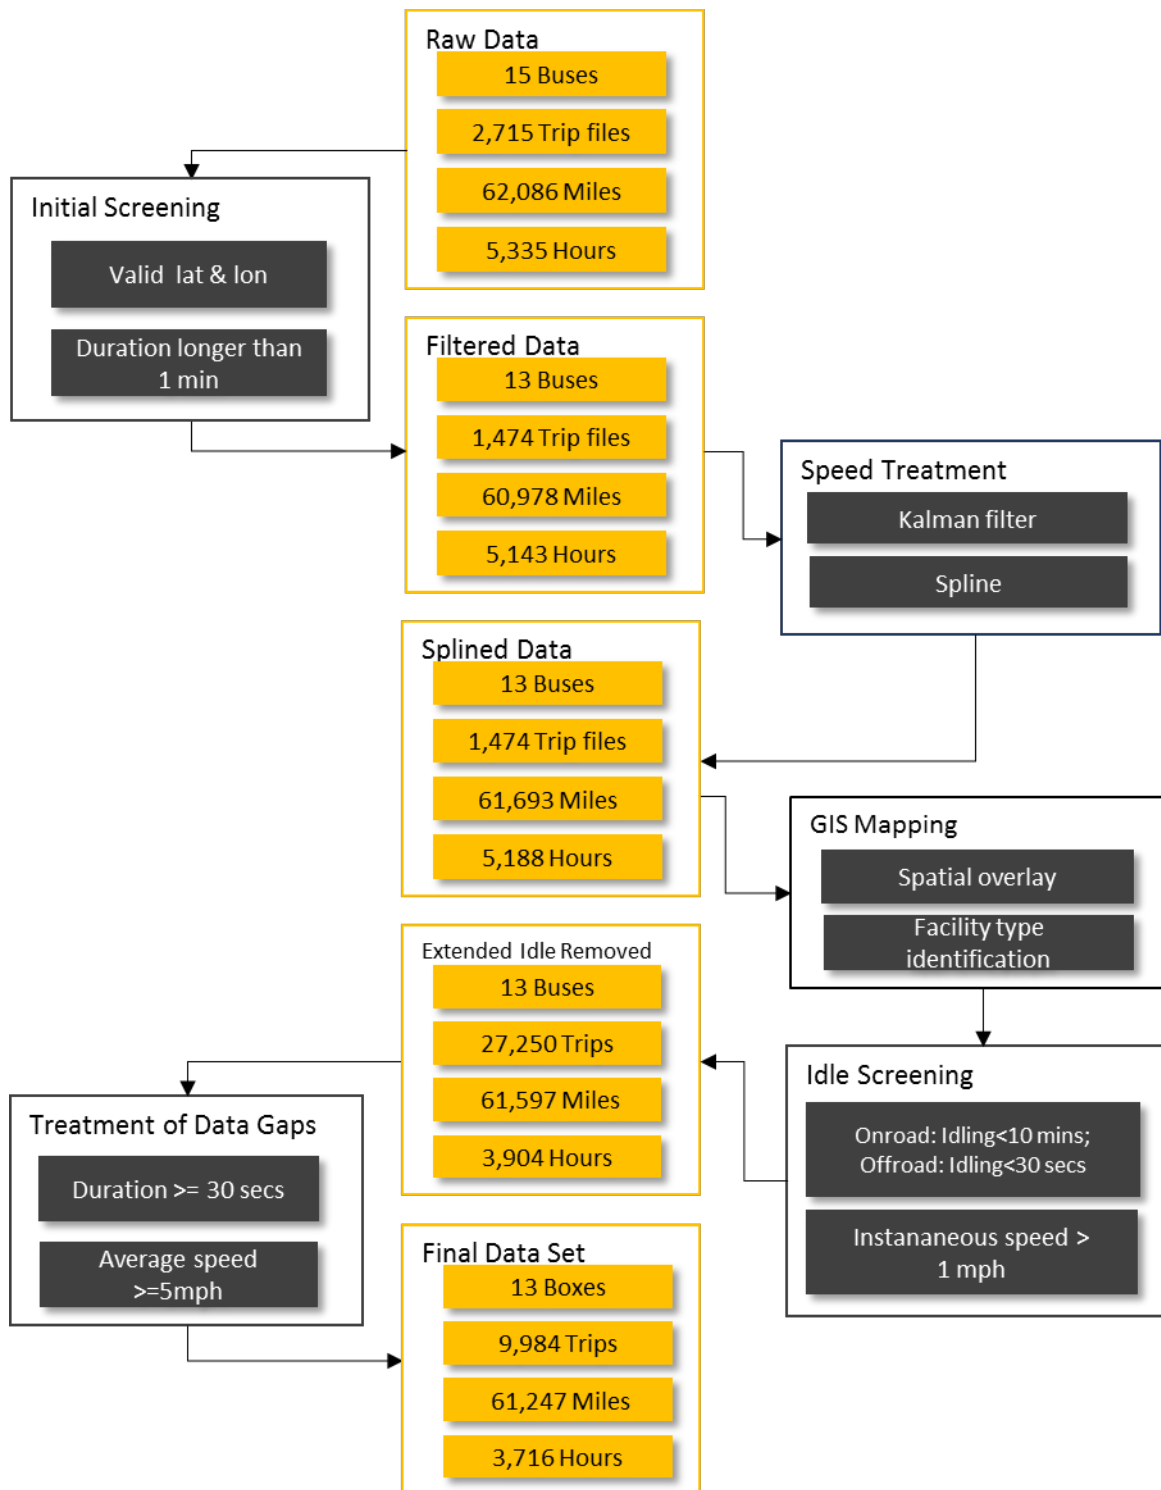 Raw Data
15 Buses
2,715 Trip files
62,086 Miles
5,335 Hours
Initial Screening
Valid lat & lon
Duration longer than
1 min
Filtered Data
13 Buses
1,474 Trip files
60,978 Miles
5,143 Hours
Speed Treatment
Kalman filter
Spline
Splined Data
13 Buses
1,474 Trip files
61,693 Miles
5,188 Hours
GIS Mapping
Spatial overlay
Facility type
identification
Idle Screening
Onroad: Idling<10 mins;
Offroad: Idling<30 secs
Instananeous speed >
1 mph
Extended Idle Removed
13 Buses
27,250 Trips
61,597 Miles
3,904 Hours
Treatment of Data Gaps
Duration >= 30 secs
Average speed
>=5mph
Final Data Set
13 Boxes
9,984 Trips
61,247 Miles
3,716 Hours